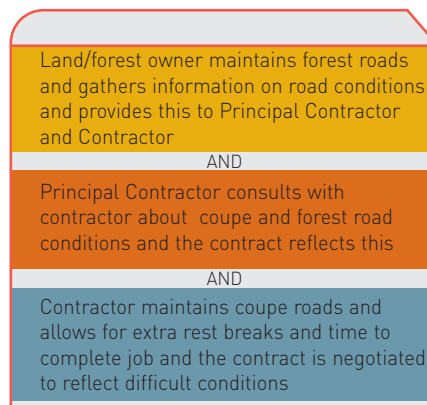 Land/forest owner maintains forest roads
and gathers information on road conditions
and provides this to Principal Contractor
and Contractor
AND
Principal Contractor consults with
contractor about coupe and forest road
conditions and the contract reflects this
AND
Contractor maintains coupe roads and
allows for extra rest breaks and time to
complete job and the contract is negotiated
to reflect difficult conditions